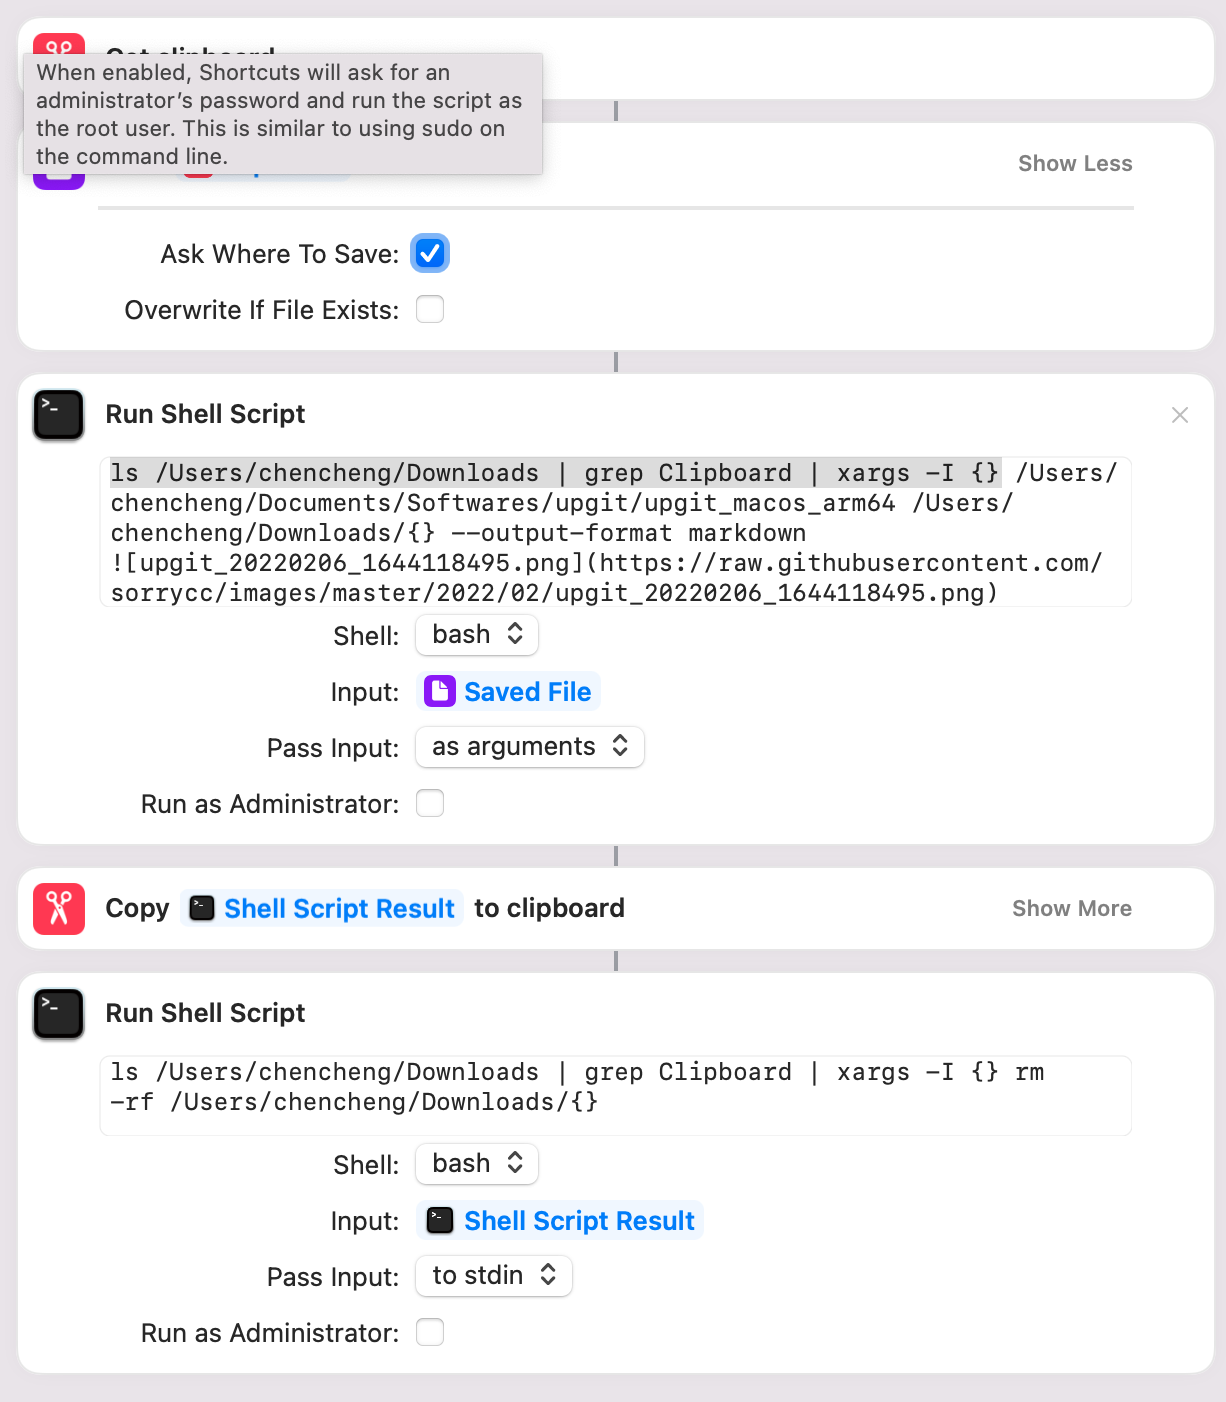 When enabled, Shortcuts will ask for an
administrator’s password and run the script as
the root user. This is similar to using sudo on
the command line.
Show Less
Ask Where To Save:
Overwrite If File Exists:
Run Shell Script
ls /Users/chencheng/Downloads | grep Clipboard | xargs -I {} /Users/
chencheng/Documents/Softwares/upgit/upgit_macos_arm64 /Users/
chencheng/Downloads/{} --output-format markdown
![upgit_20220206_1644118495.png](https://raw.githubusercontent.com/
sorrycc/images/master/2022/02/upgit_20220206_1644118495.png)
Shell: bash
Input: Saved File
Pass Input: as arguments
Run as Administrator:
Copy Shell Script Result to clipboard Show More
Run Shell Script
ls /Users/chencheng/Downloads | grep Clipboard | xargs -I {} rm
-rf /Users/chencheng/Downloads/{}
Shell: bash
Input: Shell Script Result
Pass Input: to stdin
Run as Administrator: